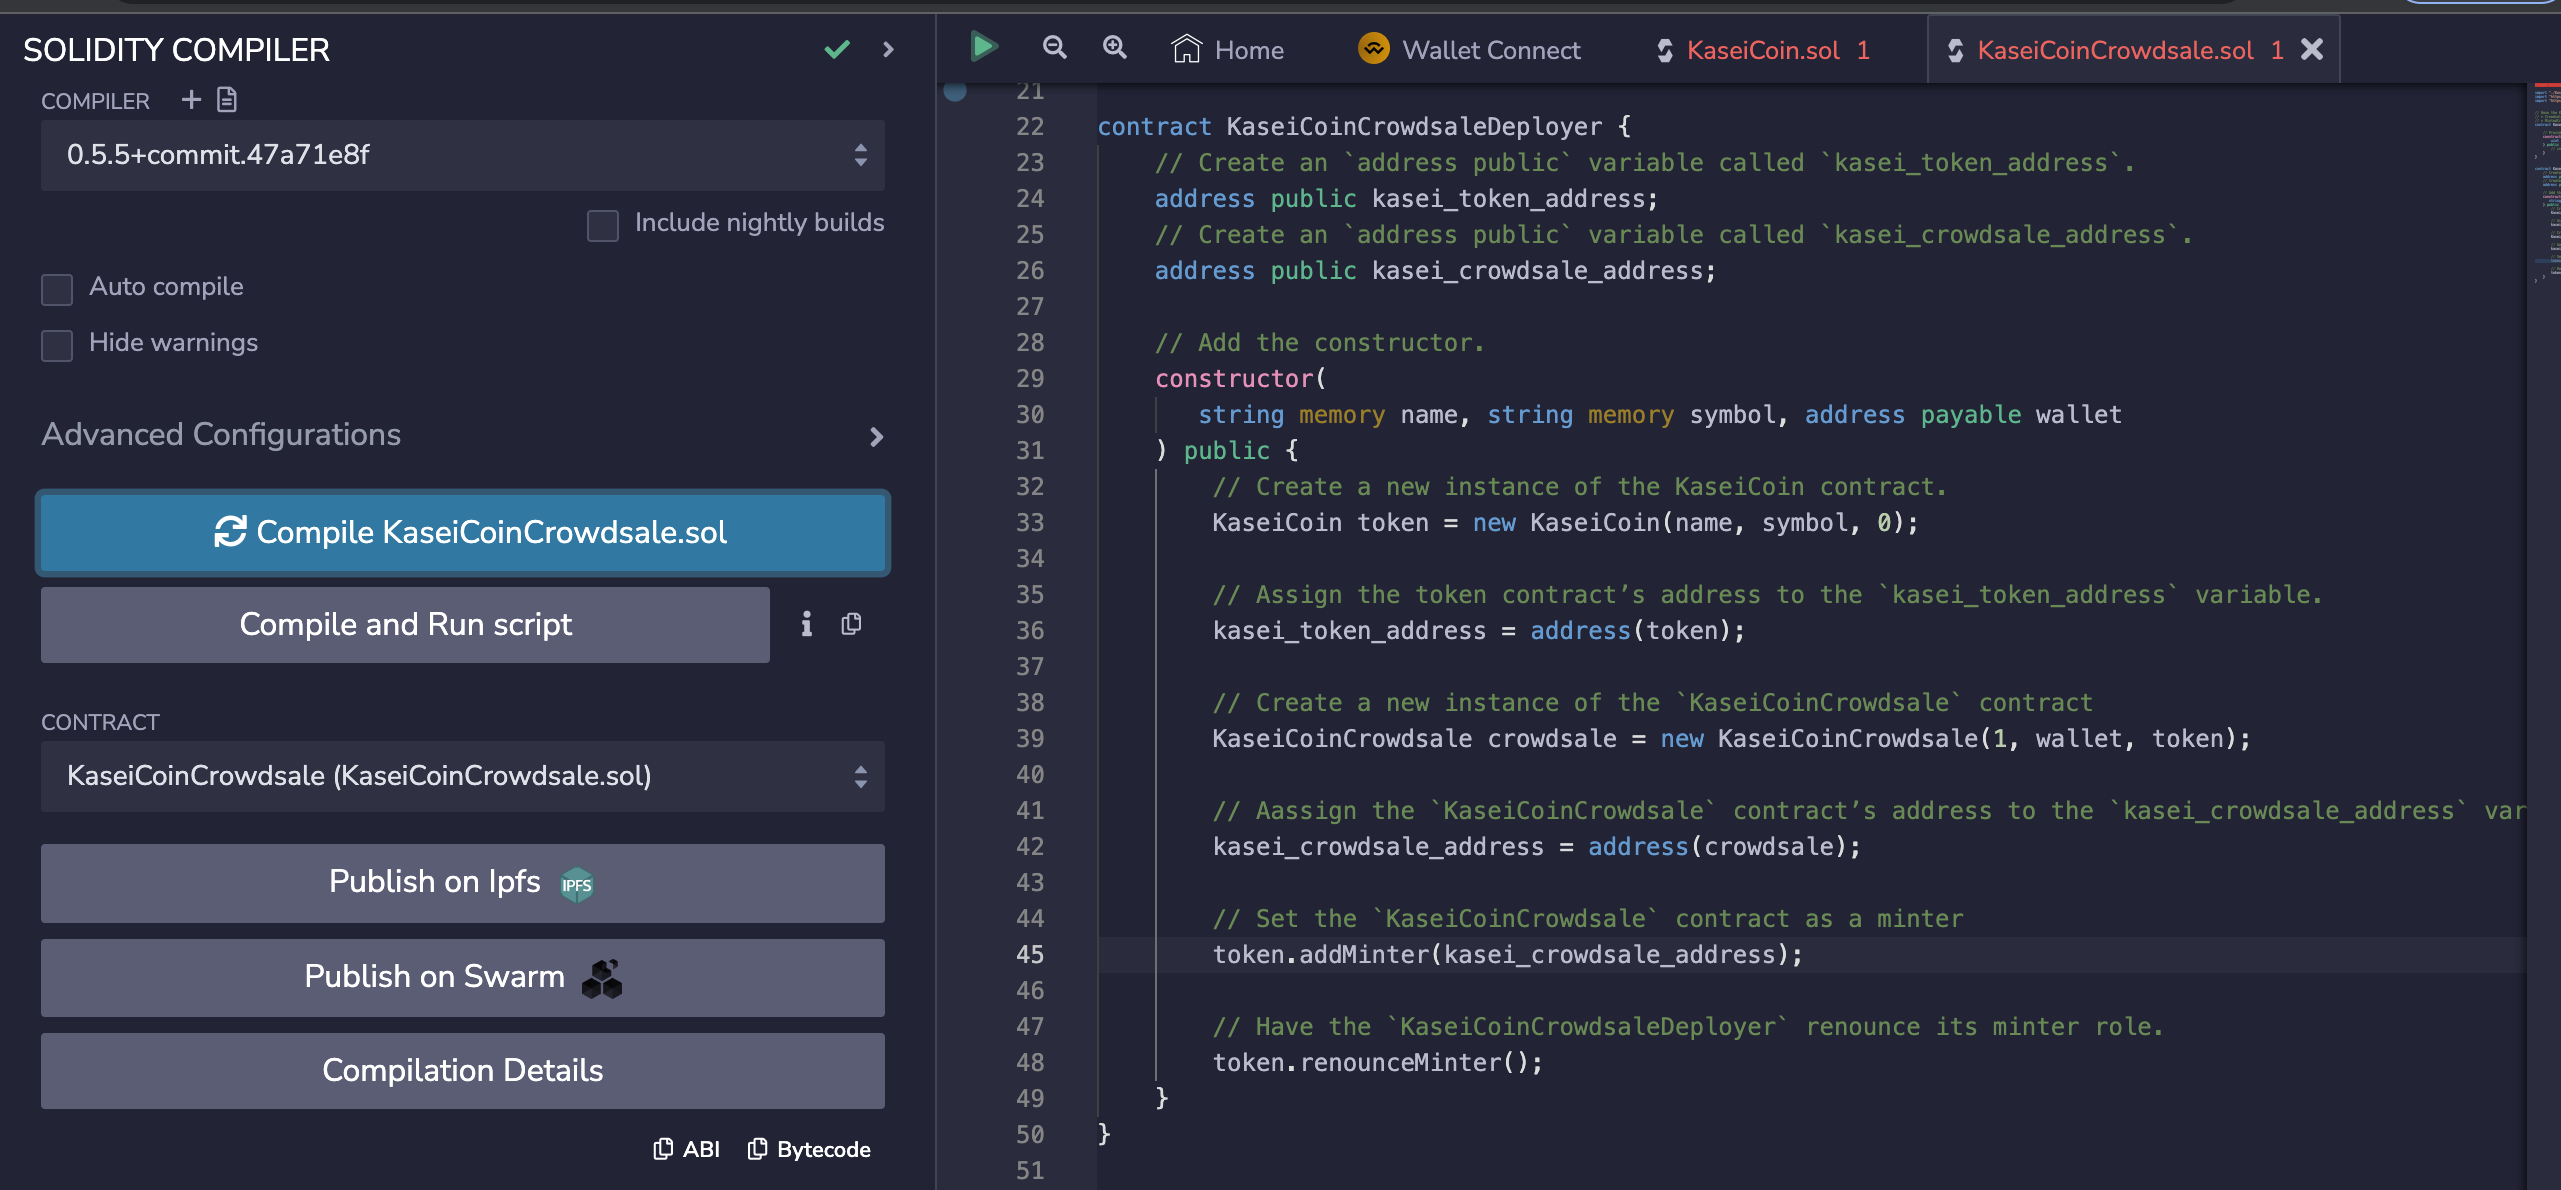 SOLIDITY COMPILER
COMPILER
0.5.5+commit.47a71e8f
Include nightly builds
Auto compile
Hide warnings
Advanced Configurations
Compile KaseiCoinCrowdsale.sol
Compile and Run script
CONTRACT
KaseiCoinCrowdsale (KaseiCoinCrowdsale.sol)
Publish on Ipfs IPFS
Publish on Swarm
Compilation Details
ABI Bytecode
Home Wallet Connect KaseiCoin.sol 1 KaseiCoinCrowdsale.sol 1
21
22 contract KaseiCoinCrowdsaleDeployer {
23 // Create an `address public` variable called `kasei_token_address`.
24 address public kasei_token_address;
25 // Create an `address public` variable called `kasei_crowdsale_address`.
26 address public kasei_crowdsale_address;
27
28 // Add the constructor.
29 constructor(
30 string memory name, string memory symbol, address payable wallet
31 ) public {
32 // Create a new instance of the KaseiCoin contract.
33 KaseiCoin token = new KaseiCoin(name, symbol, 0);
34
35 // Assign the token contract’s address to the `kasei_token_address` variable.
36 kasei_token_address = address(token);
37
38 // Create a new instance of the `KaseiCoinCrowdsale` contract
39 KaseiCoinCrowdsale crowdsale = new KaseiCoinCrowdsale(1, wallet, token);
40
41 // Aassign the `KaseiCoinCrowdsale` contract’s address to the `kasei_crowdsale_address` var
42 kasei_crowdsale_address = address(crowdsale);
43
44 // Set the `KaseiCoinCrowdsale` contract as a minter
45 token.addMinter(kasei_crowdsale_address);
46
47 // Have the `KaseiCoinCrowdsaleDeployer` renounce its minter role.
48 token.renounceMinter();
49 }
50 }
51